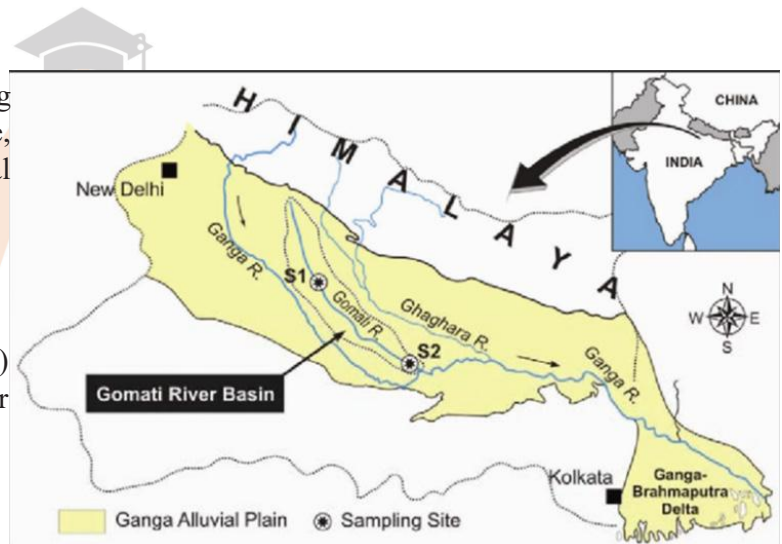 g
e,
al
)
r
HIMALAYA
CHINA
INDIA
New Delhi
Ganga R.
S1
Gomati R.
Ghaghara R.
N
W E
S
S2
Ganga R.
Gomati River Basin
Kolkata
Ganga-
Brahmaputra
Delta
Ganga Alluvial Plain
Sampling Site